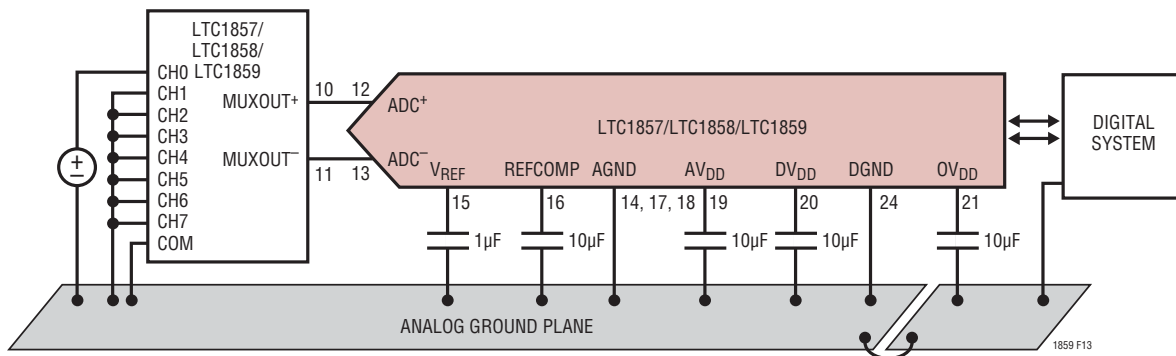 LTC1857/
LTC1858/
LTC1859
CH0
CH1
CH2
CH3
CH4
CH5
CH6
CH7
COM
MUXOUT+
MUXOUT–
10
11
12
13
ADC+
ADC–
LTC1857/LTC1858/LTC1859
VREF
REFCOMP
AGND
AVDD
DVDD
DGND
OVDD
15
16
14, 17, 18
19
20
24
21
1µF
10µF
10µF
10µF
10µF
DIGITAL
SYSTEM
+
–
ANALOG GROUND PLANE
1859 F13